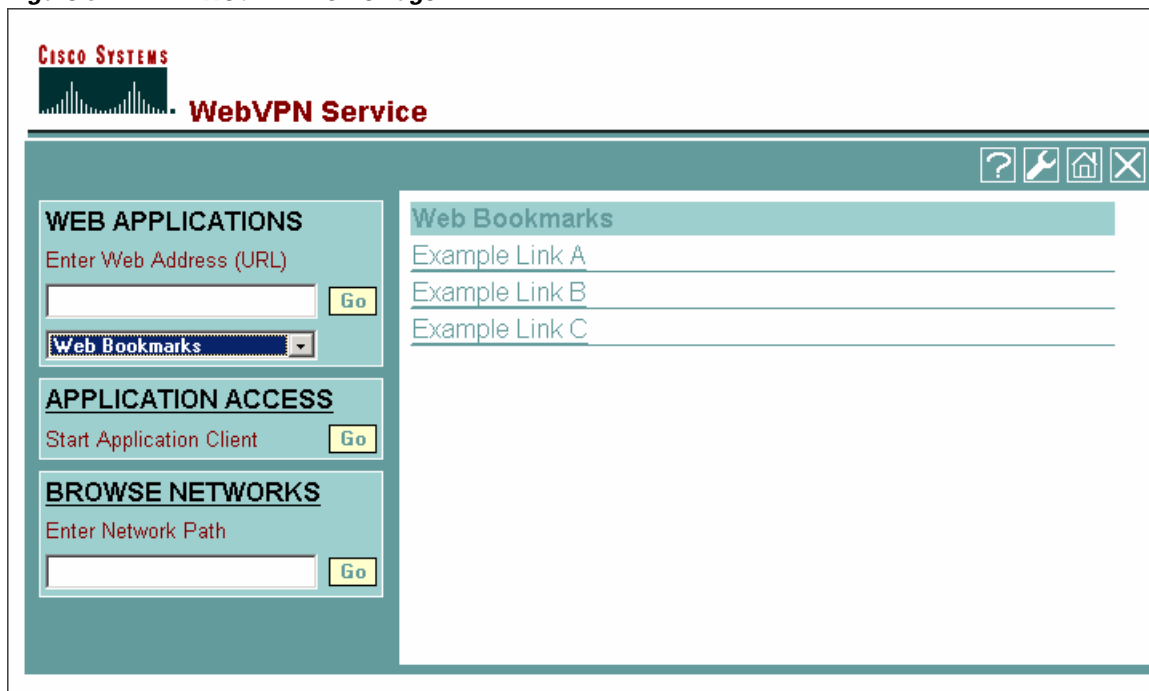 CISCO SYSTEMS
WebVPN Service
?
WEB APPLICATIONS
Enter Web Address (URL)
Go
Web Bookmarks
APPLICATION ACCESS
Start Application Client
Go
BROWSE NETWORKS
Enter Network Path
Go
Web Bookmarks
Example Link A
Example Link B
Example Link C